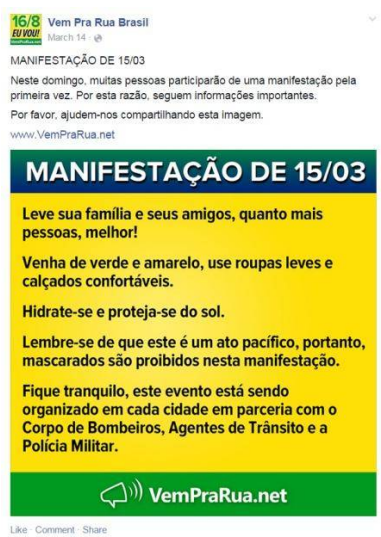 16/8
EU VOU!
VemPraRua.net
Vem Pra Rua Brasil
March 14 ·
MANIFESTAÇÃO DE 15/03
Neste domingo, muitas pessoas participarão de uma manifestação pela
primeira vez. Por esta razão, seguem informações importantes.
Por favor, ajudem-nos compartilhando esta imagem.
www.VemPraRua.net
MANIFESTAÇÃO DE 15/03
Leve sua família e seus amigos, quanto mais
pessoas, melhor!
Venha de verde e amarelo, use roupas leves e
calçados confortáveis.
Hidrate-se e proteja-se do sol.
Lembre-se de que este é um ato pacífico, portanto,
mascarados são proibidos nesta manifestação.
Fique tranquilo, este evento está sendo
organizado em cada cidade em parceria com o
Corpo de Bombeiros, Agentes de Trânsito e a
Polícia Militar.
VemPraRua.net
Like · Comment · Share